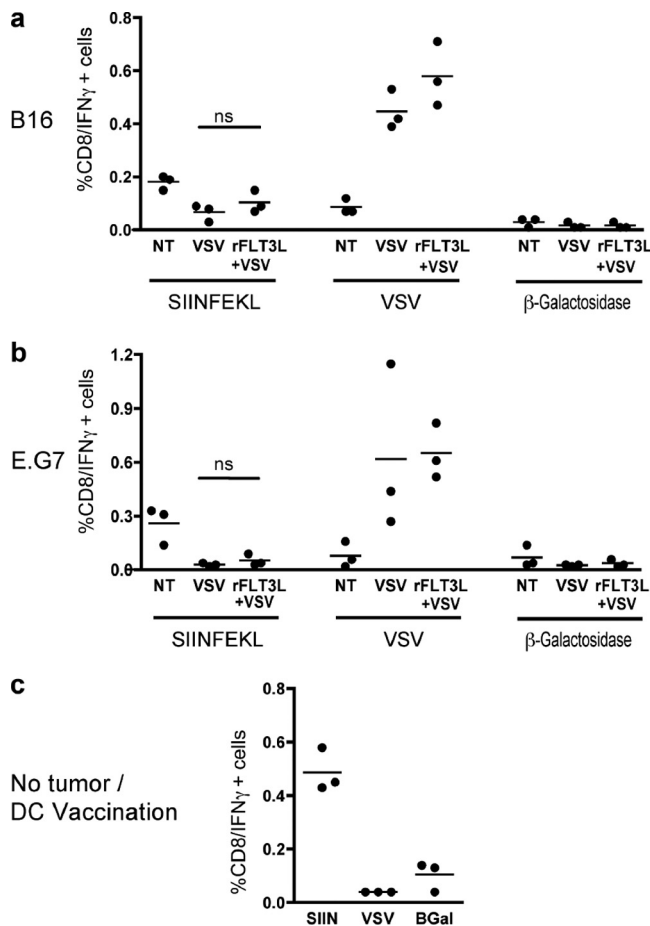 a
B16
%CD8/IFNγ + cells
0.8
0.6
0.4
0.2
0.0
ns
NT VSV rFLT3L +VSV
NT VSV rFLT3L +VSV
NT VSV rFLT3L +VSV
SIINFEKL VSV β-Galactosidase
b
E.G7
%CD8/IFNγ + cells
1.2
0.9
0.6
0.3
0.0
ns
NT VSV rFLT3L +VSV
NT VSV rFLT3L +VSV
NT VSV rFLT3L +VSV
SIINFEKL VSV β-Galactosidase
c
No tumor /
DC Vaccination
%CD8/IFNγ + cells
0.8
0.6
0.4
0.2
0.0
SIIN VSV BGal